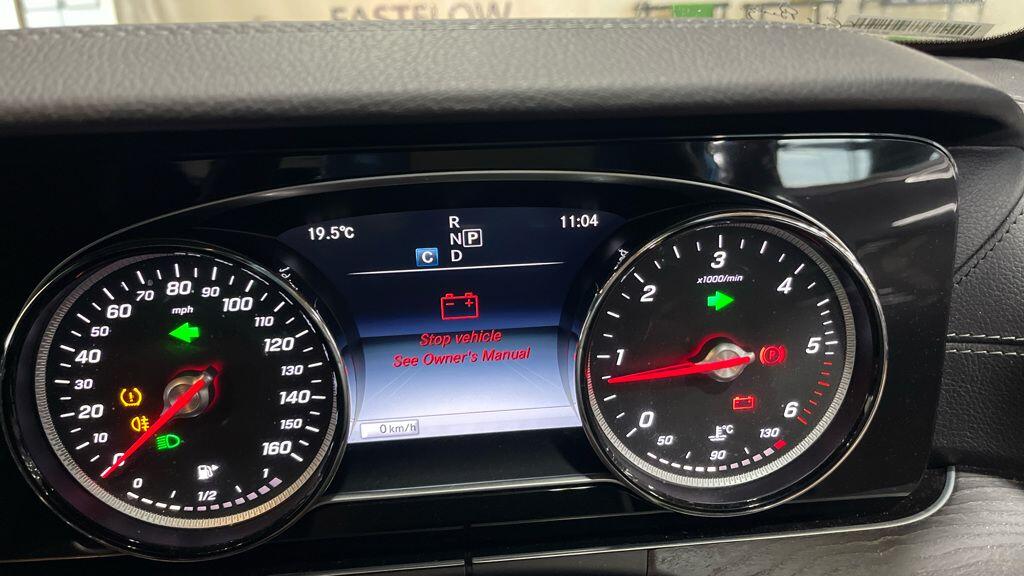 FASTFLOW
19.5°C
R
N P
C D
11:04
Stop vehicle
See Owner's Manual
0 km/h
mph
0
10
20
30
40
50
60
70
80
90
100
110
120
130
140
150
160
0 1/2 1
x1000/min
0
1
2
3
4
5
6
P
°C
50 90 130